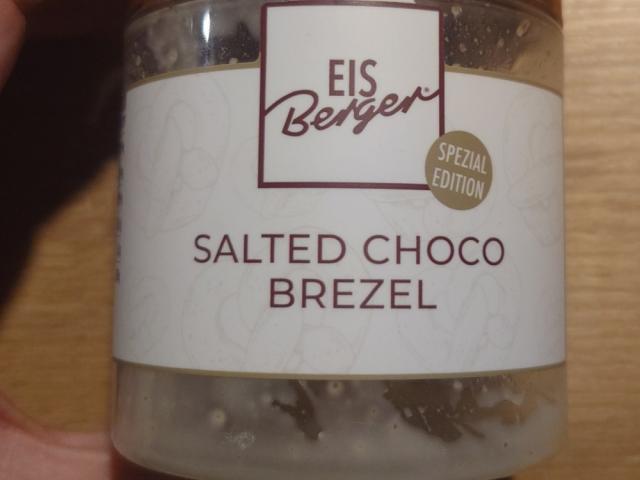 EIS
Berger
SPEZIAL
EDITION
SALTED CHOCO
BREZEL